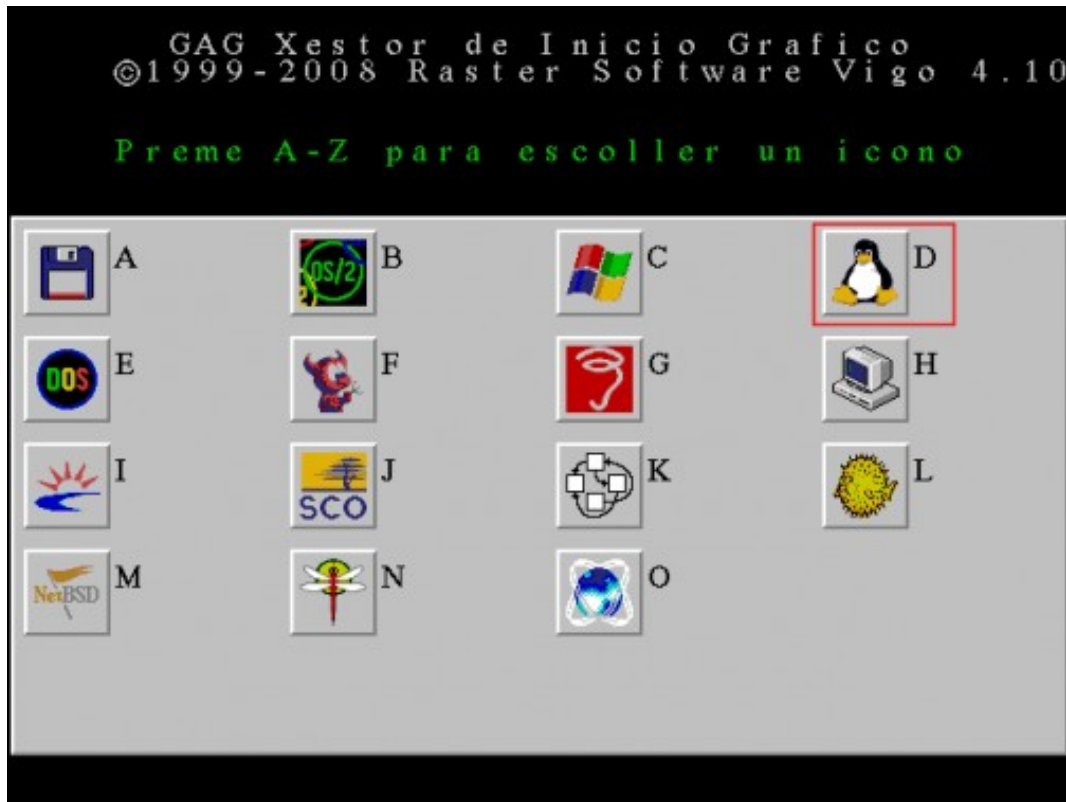 GAG Xestor de Inicio Grafico
©1999-2008 Raster Software Vigo 4.10
Preme A-Z para escoller un icono
A B C D
OS/2
E F G H
DOS
I J K L
SCO
M N O
NetBSD